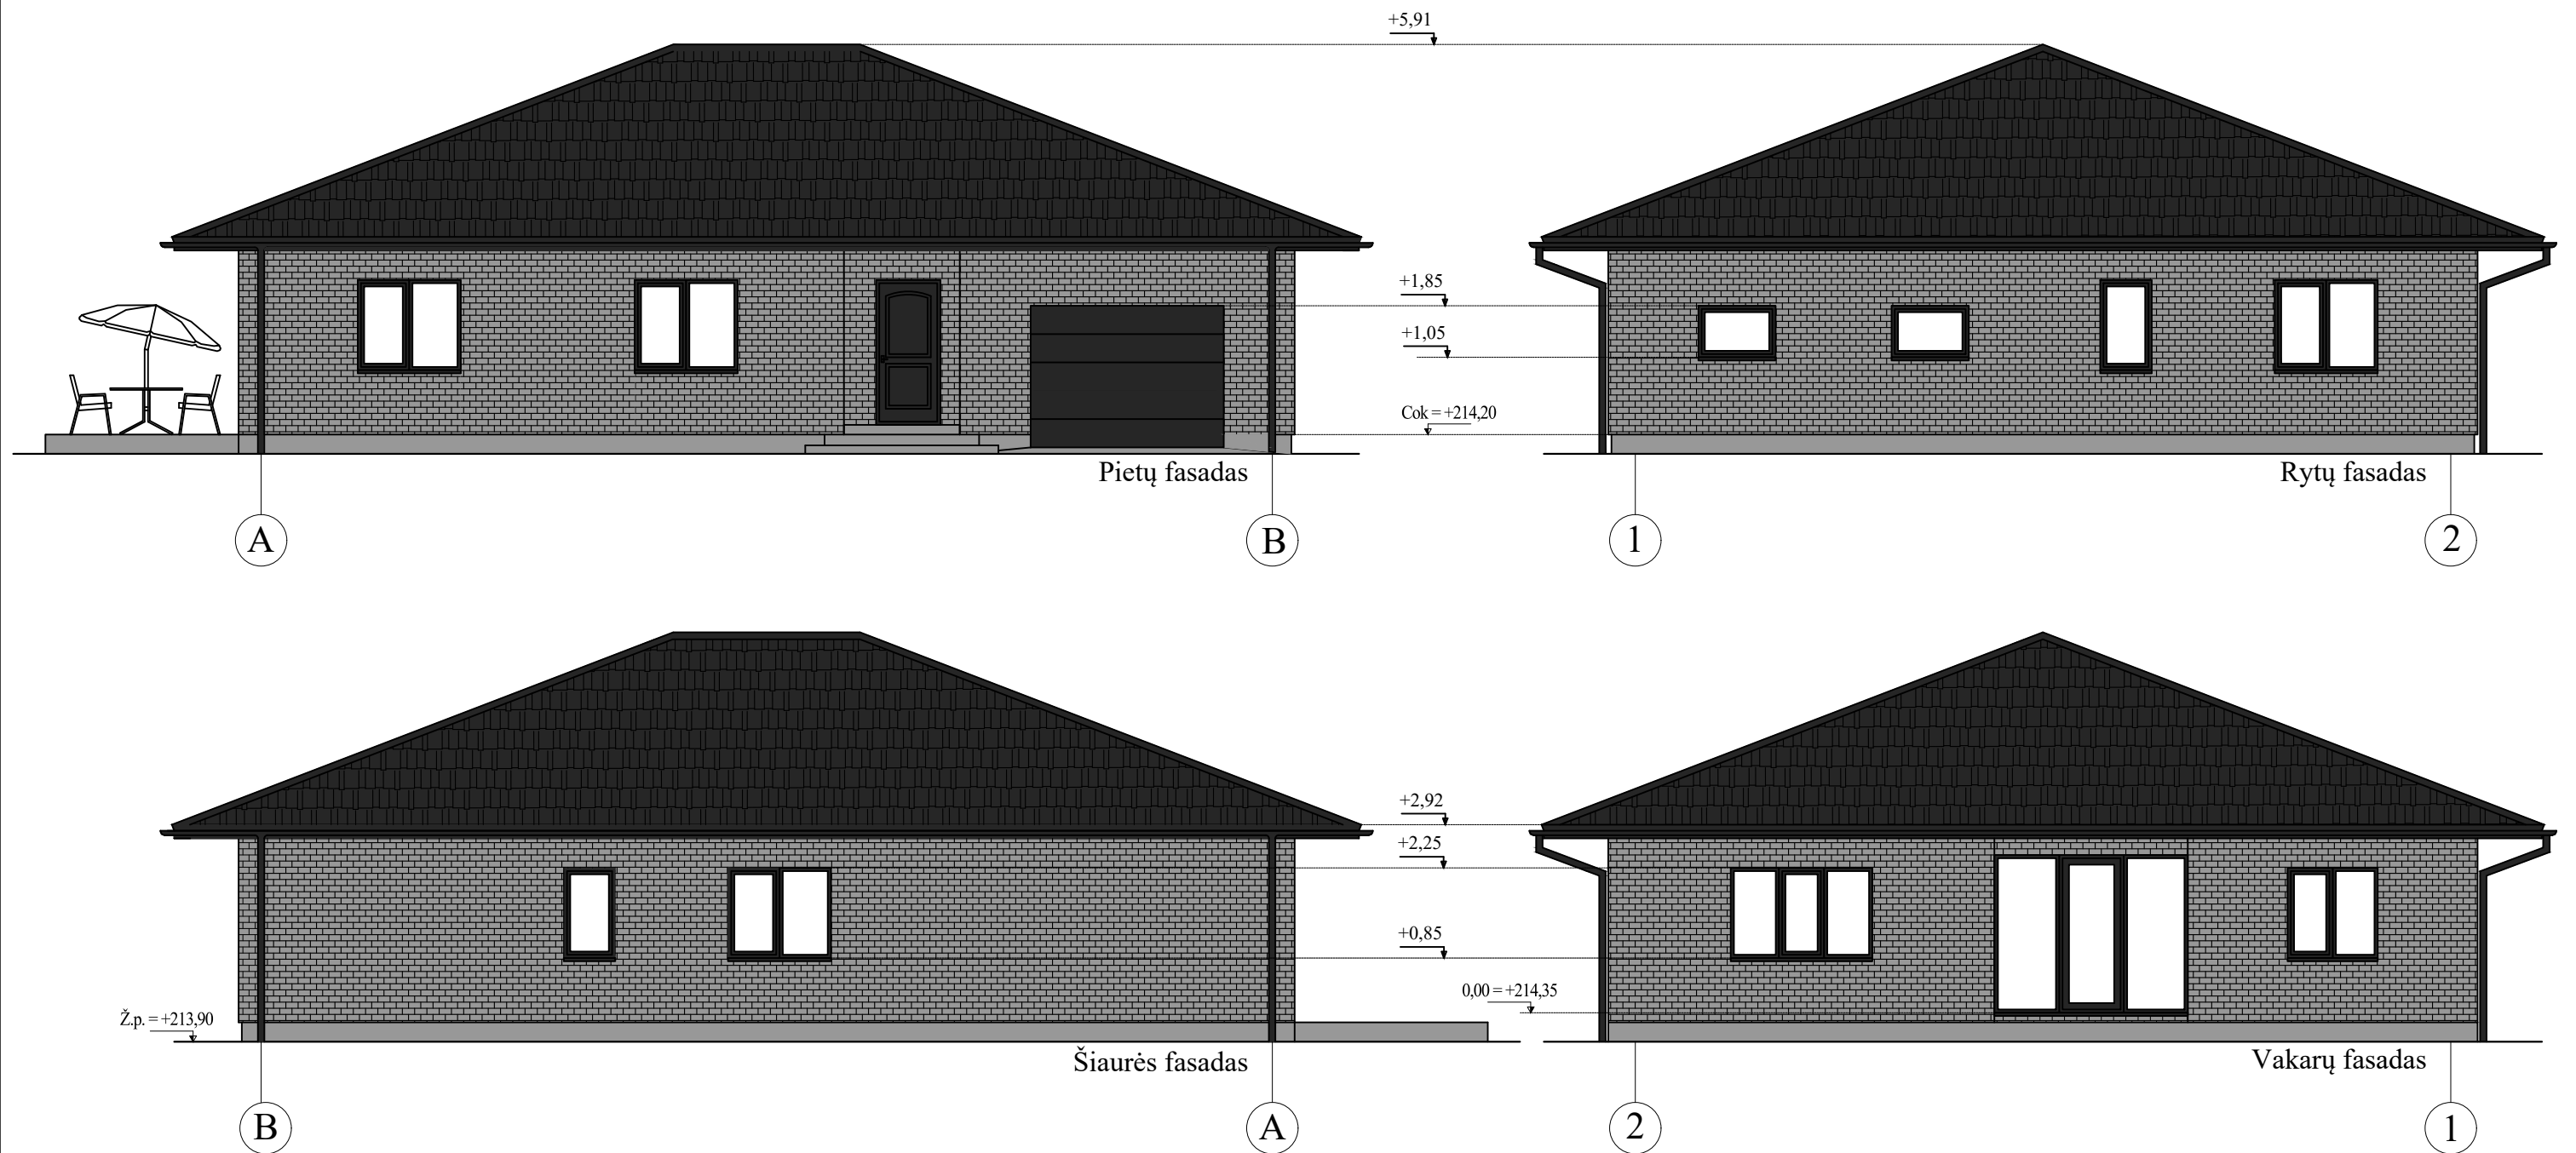 +5,91
+1,85
+1,05
Cok = +214,20
Pietų fasadas
Rytų fasadas
A
B
1
2
+2,92
+2,25
+0,85
0,00 = +214,35
Ž.p. = +213,90
Šiaurės fasadas
Vakarų fasadas
B
A
2
1